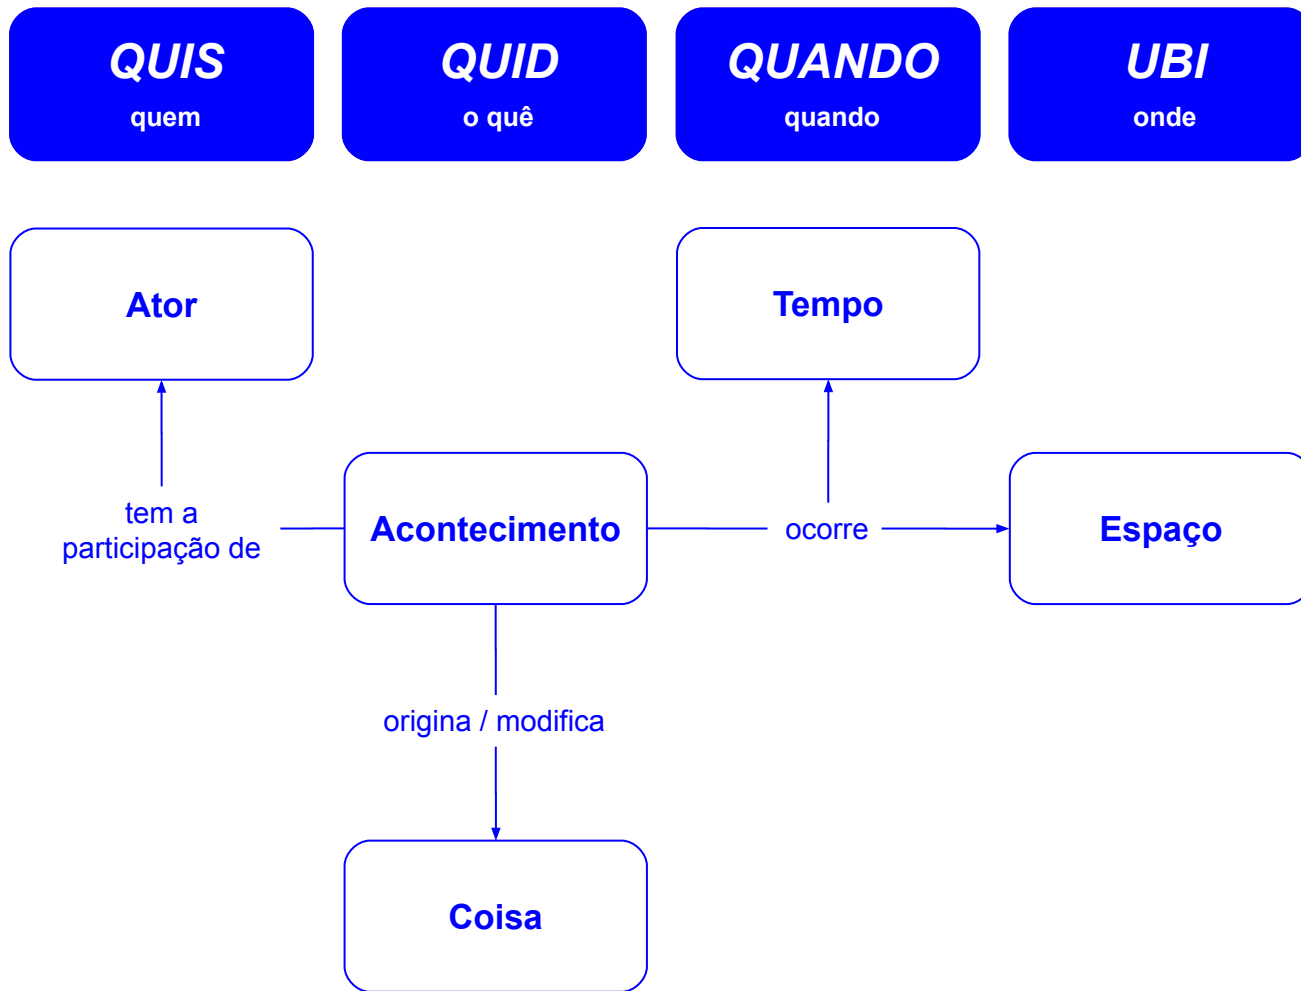 QUIS
quem
QUID
o quê
QUANDO
quando
UBI
onde
Ator
Tempo
tem a
participação de
Acontecimento
ocorre
Espaço
origina / modifica
Coisa